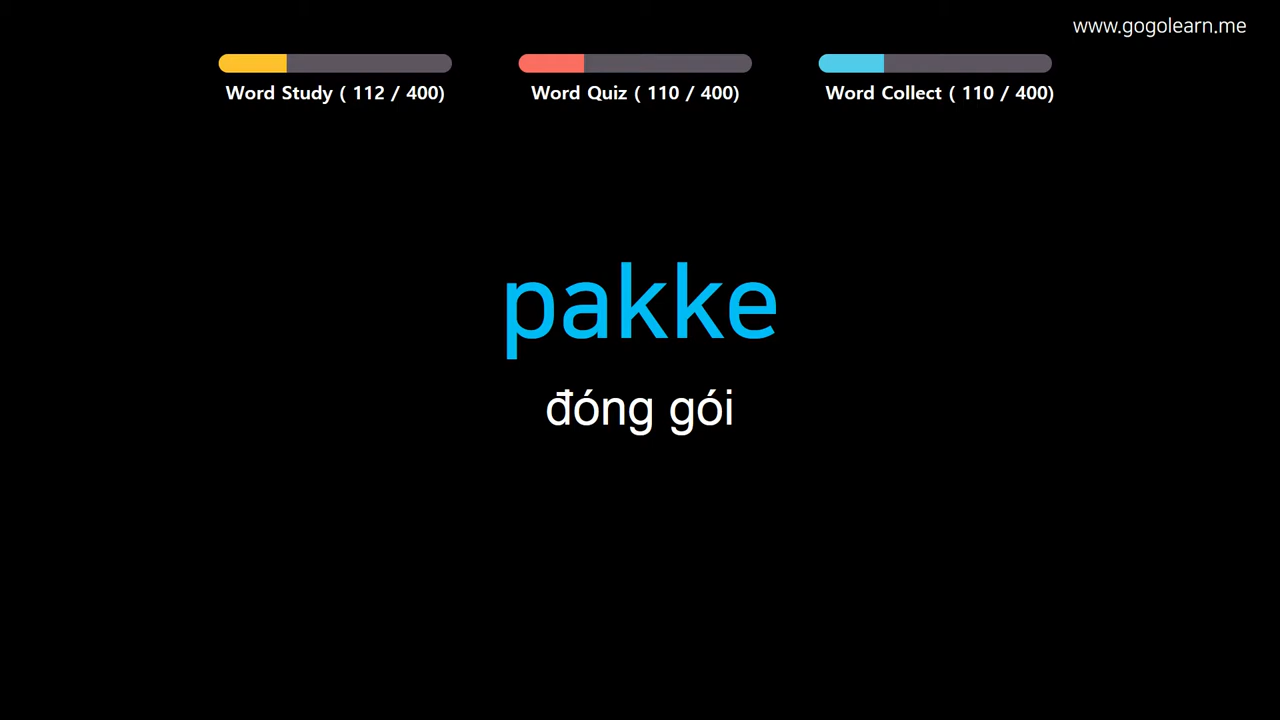 www.gogolearn.me
Word Study ( 112 / 400)
Word Quiz ( 110 / 400)
Word Collect ( 110 / 400)
pakke
đóng gói